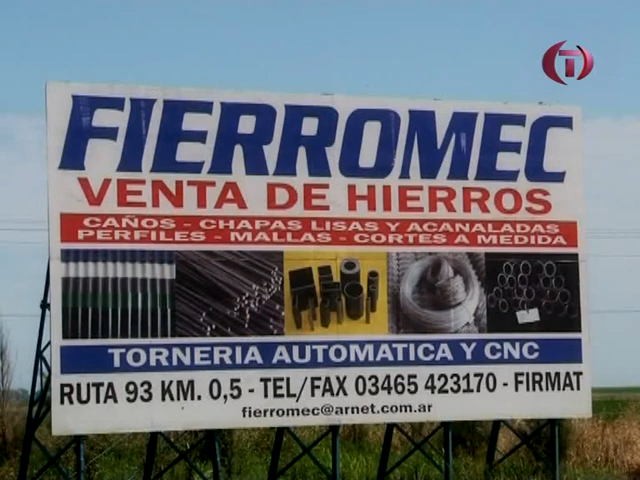 FIERROMEC
VENTA DE HIERROS
CAÑOS - CHAPAS LISAS Y ACANALADAS
PERFILES - MALLAS - CORTES A MEDIDA
TORNERIA AUTOMATICA Y CNC
RUTA 93 KM. 0,5 - TEL/FAX 03465 423170 - FIRMAT
fierromec@arnet.com.ar